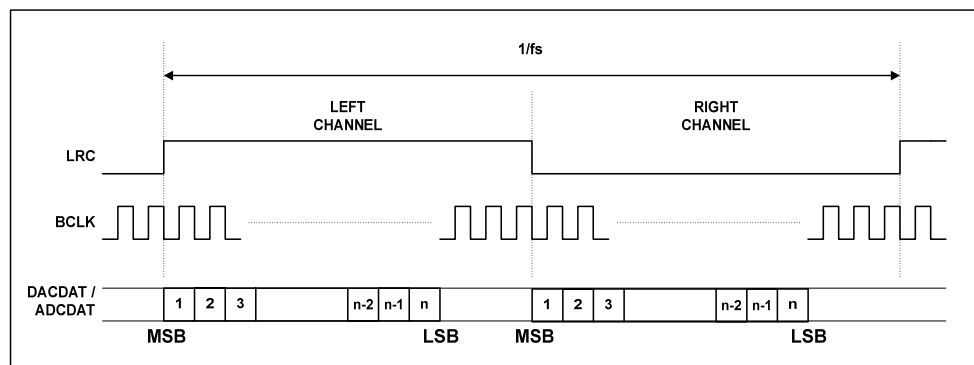 1/fs
LEFT
CHANNEL
RIGHT
CHANNEL
LRC
BCLK
DACDAT /
ADCDAT
1 2 3 n-2 n-1 n 1 2 3 n-2 n-1 n
MSB LSB MSB LSB